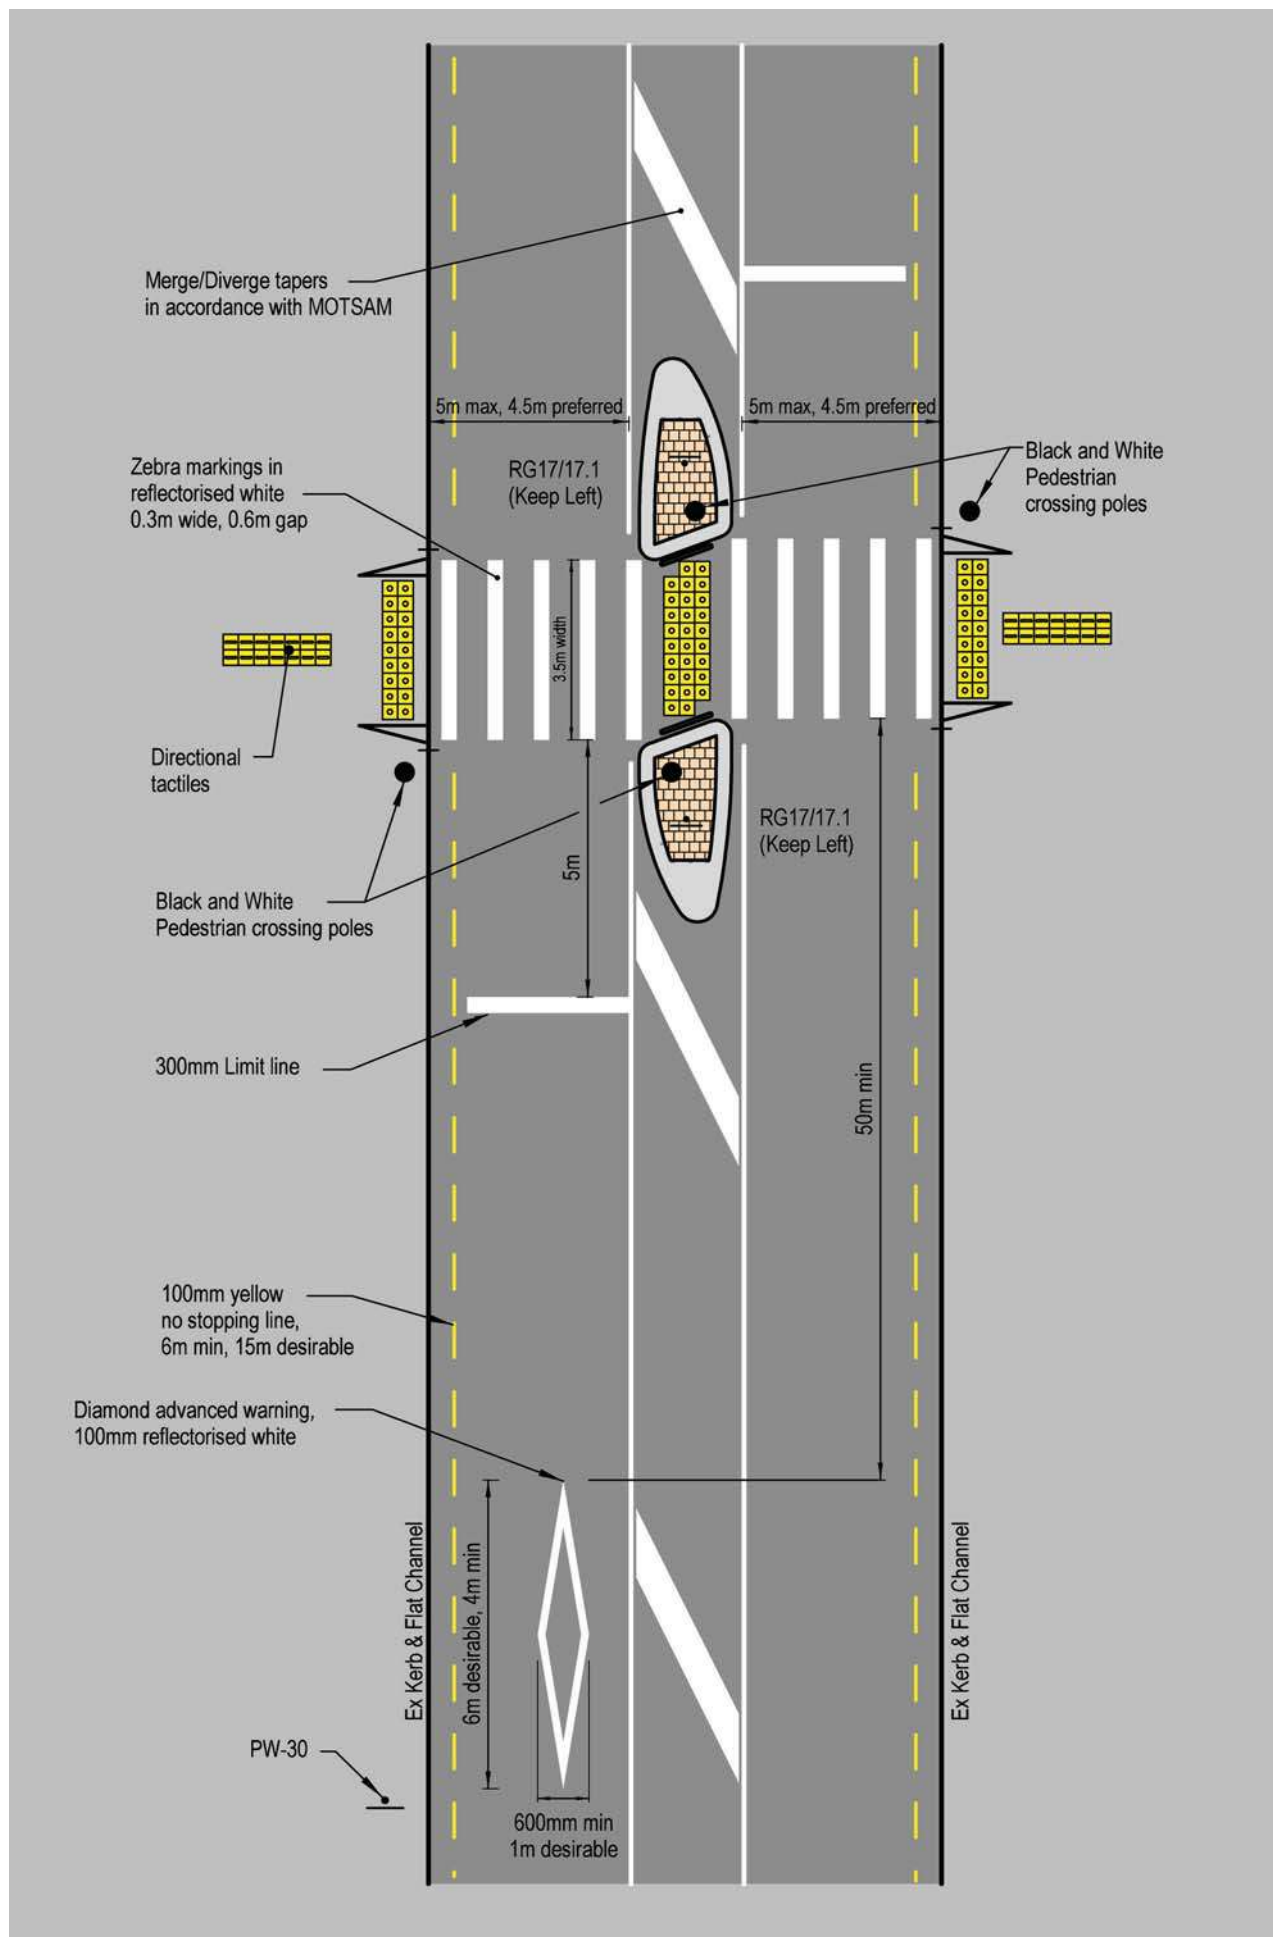 Merge/Diverge tapers
in accordance with MOTSAM
5m max, 4.5m preferred
5m max, 4.5m preferred
Zebra markings in
reflectorised white
0.3m wide, 0.6m gap
RG17/17.1
(Keep Left)
Black and White
Pedestrian
crossing poles
3.5m width
Directional
tactiles
RG17/17.1
(Keep Left)
5m
Black and White
Pedestrian crossing poles
300mm Limit line
50m min
100mm yellow
no stopping line,
6m min, 15m desirable
Diamond advanced warning,
100mm reflectorised white
Ex Kerb & Flat Channel
6m desirable, 4m min
Ex Kerb & Flat Channel
PW-30
600mm min
1m desirable